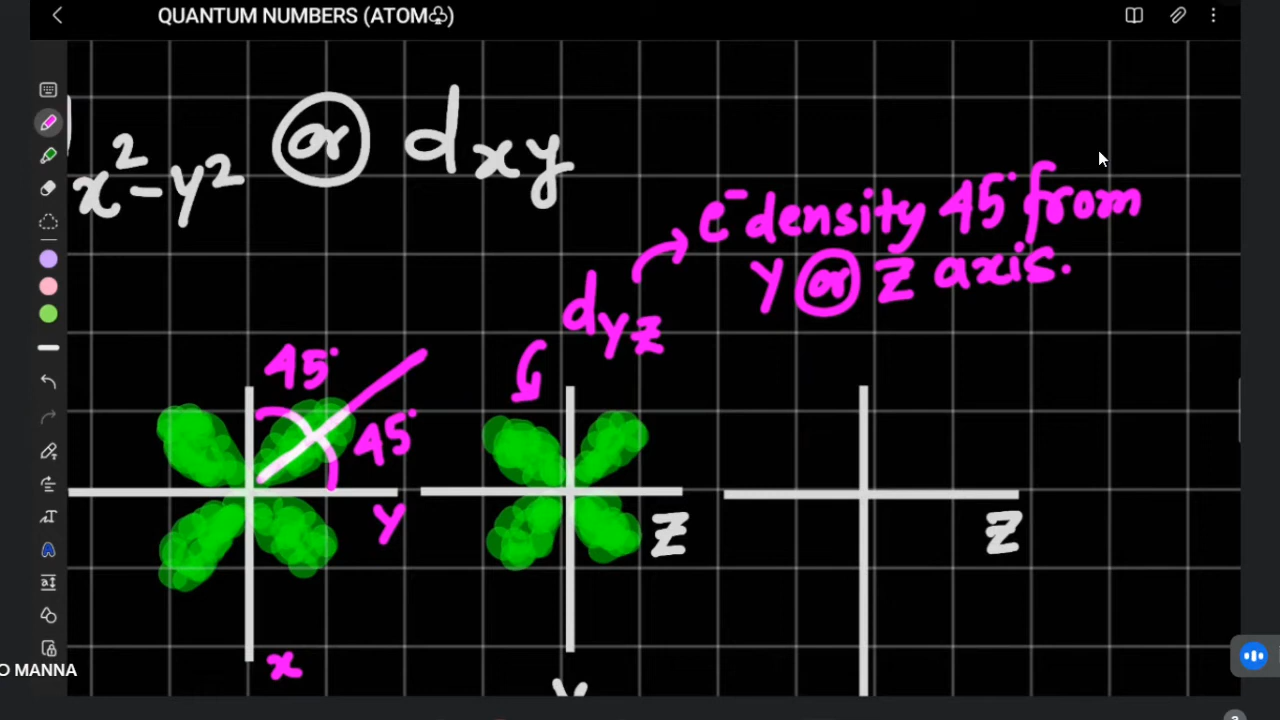 QUANTUM NUMBERS (ATOM♧)
x²-y² or dxy
e⁻ density 45° from
y or z axis.
dyz
45°
45°
y
z
z
x
y
O MANNA